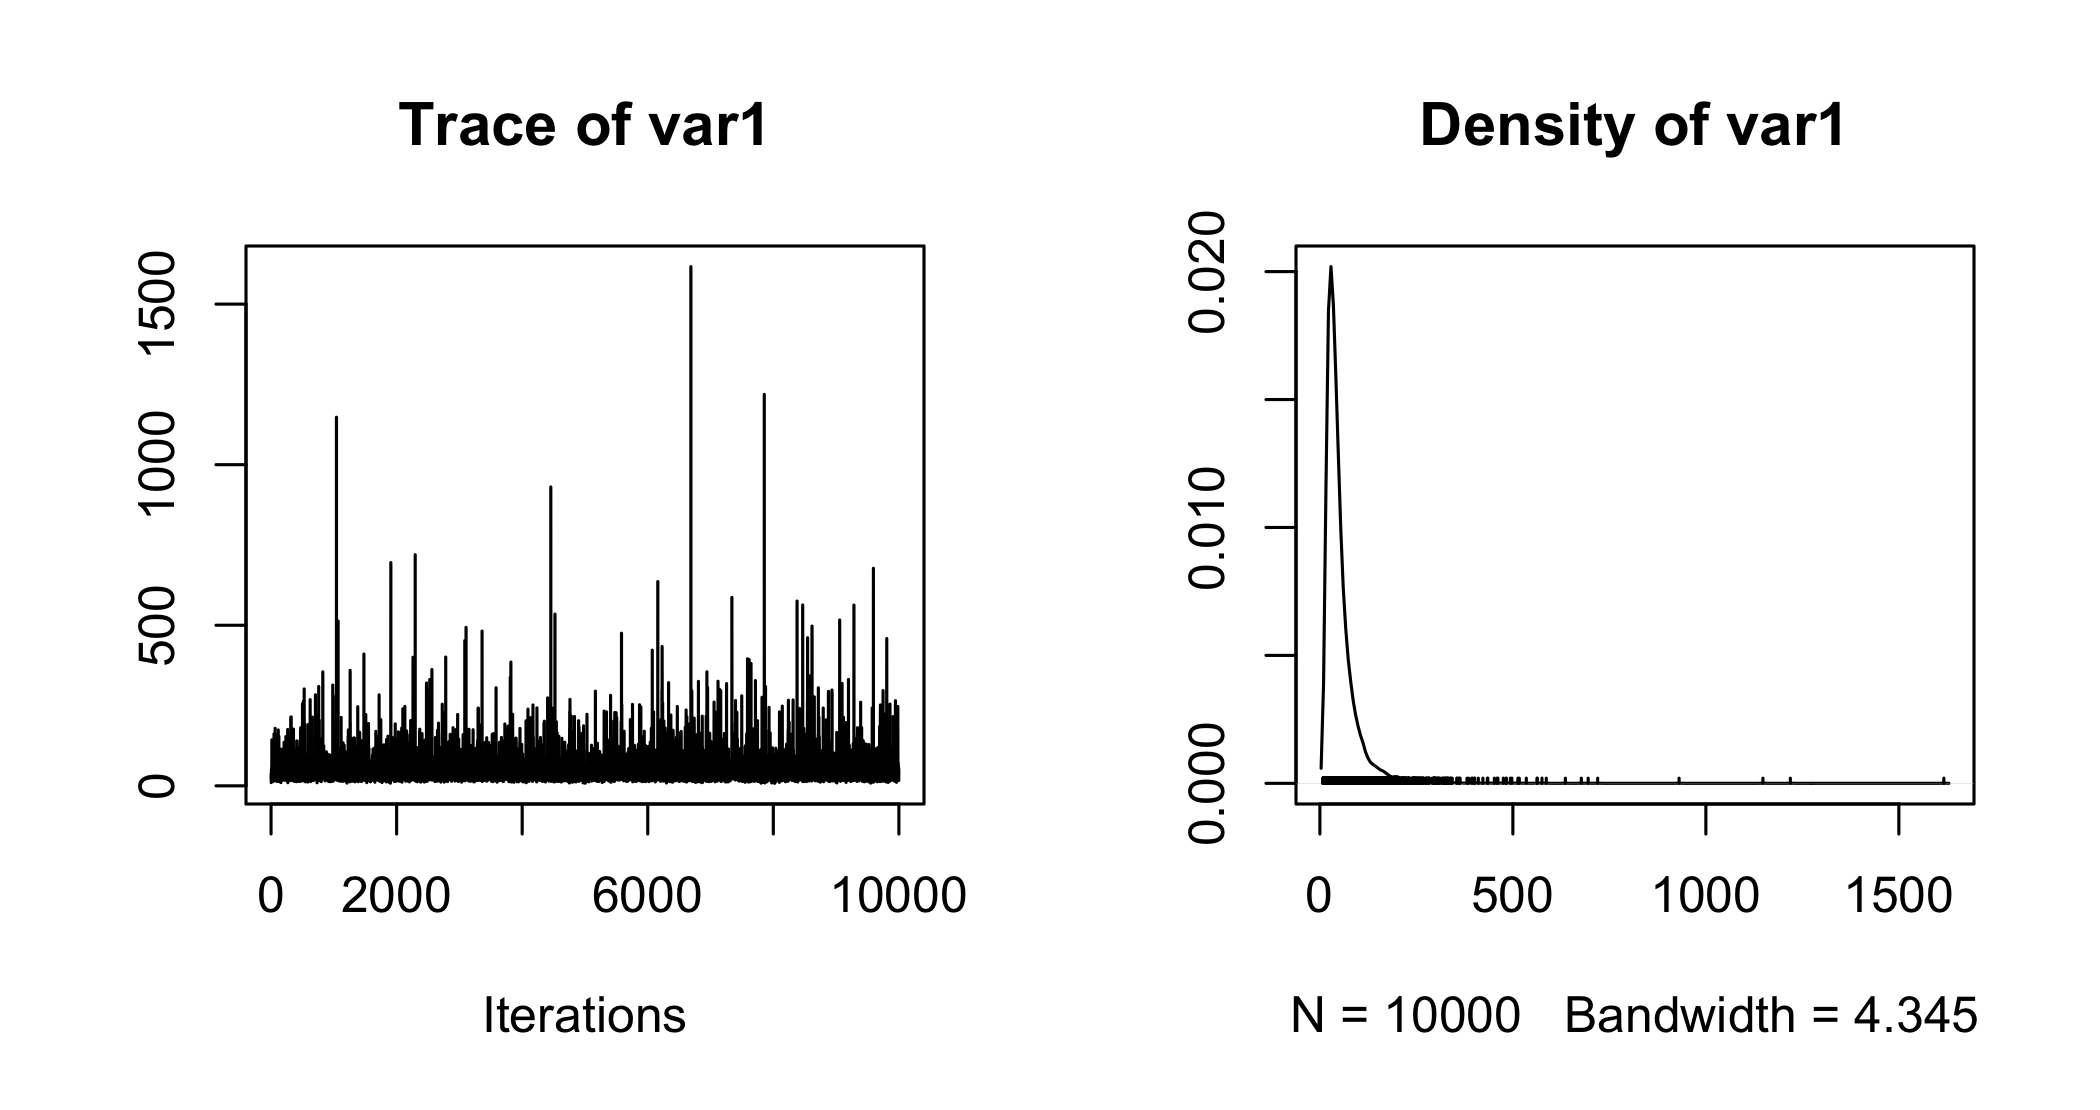 Trace of var1
1500
1000
500
0
0 2000 6000 10000
Iterations
Density of var1
0.020
0.010
0.000
0 500 1000 1500
N = 10000 Bandwidth = 4.345